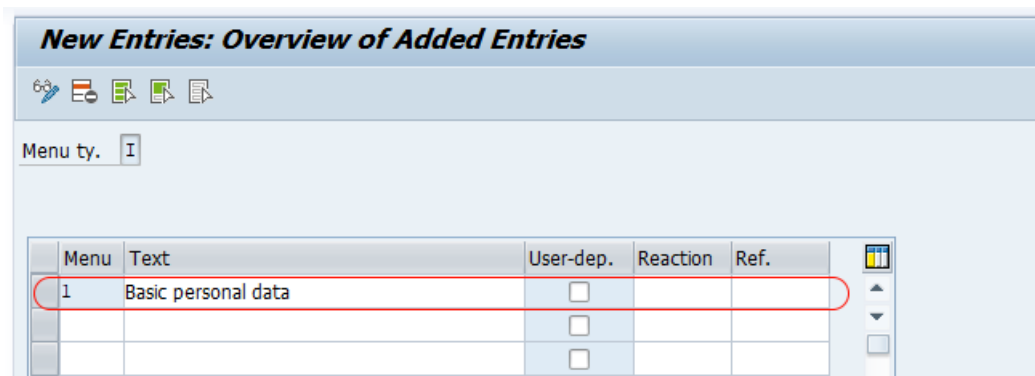 New Entries: Overview of Added Entries
Menu ty. I
Menu Text User-dep. Reaction Ref.
1 Basic personal data